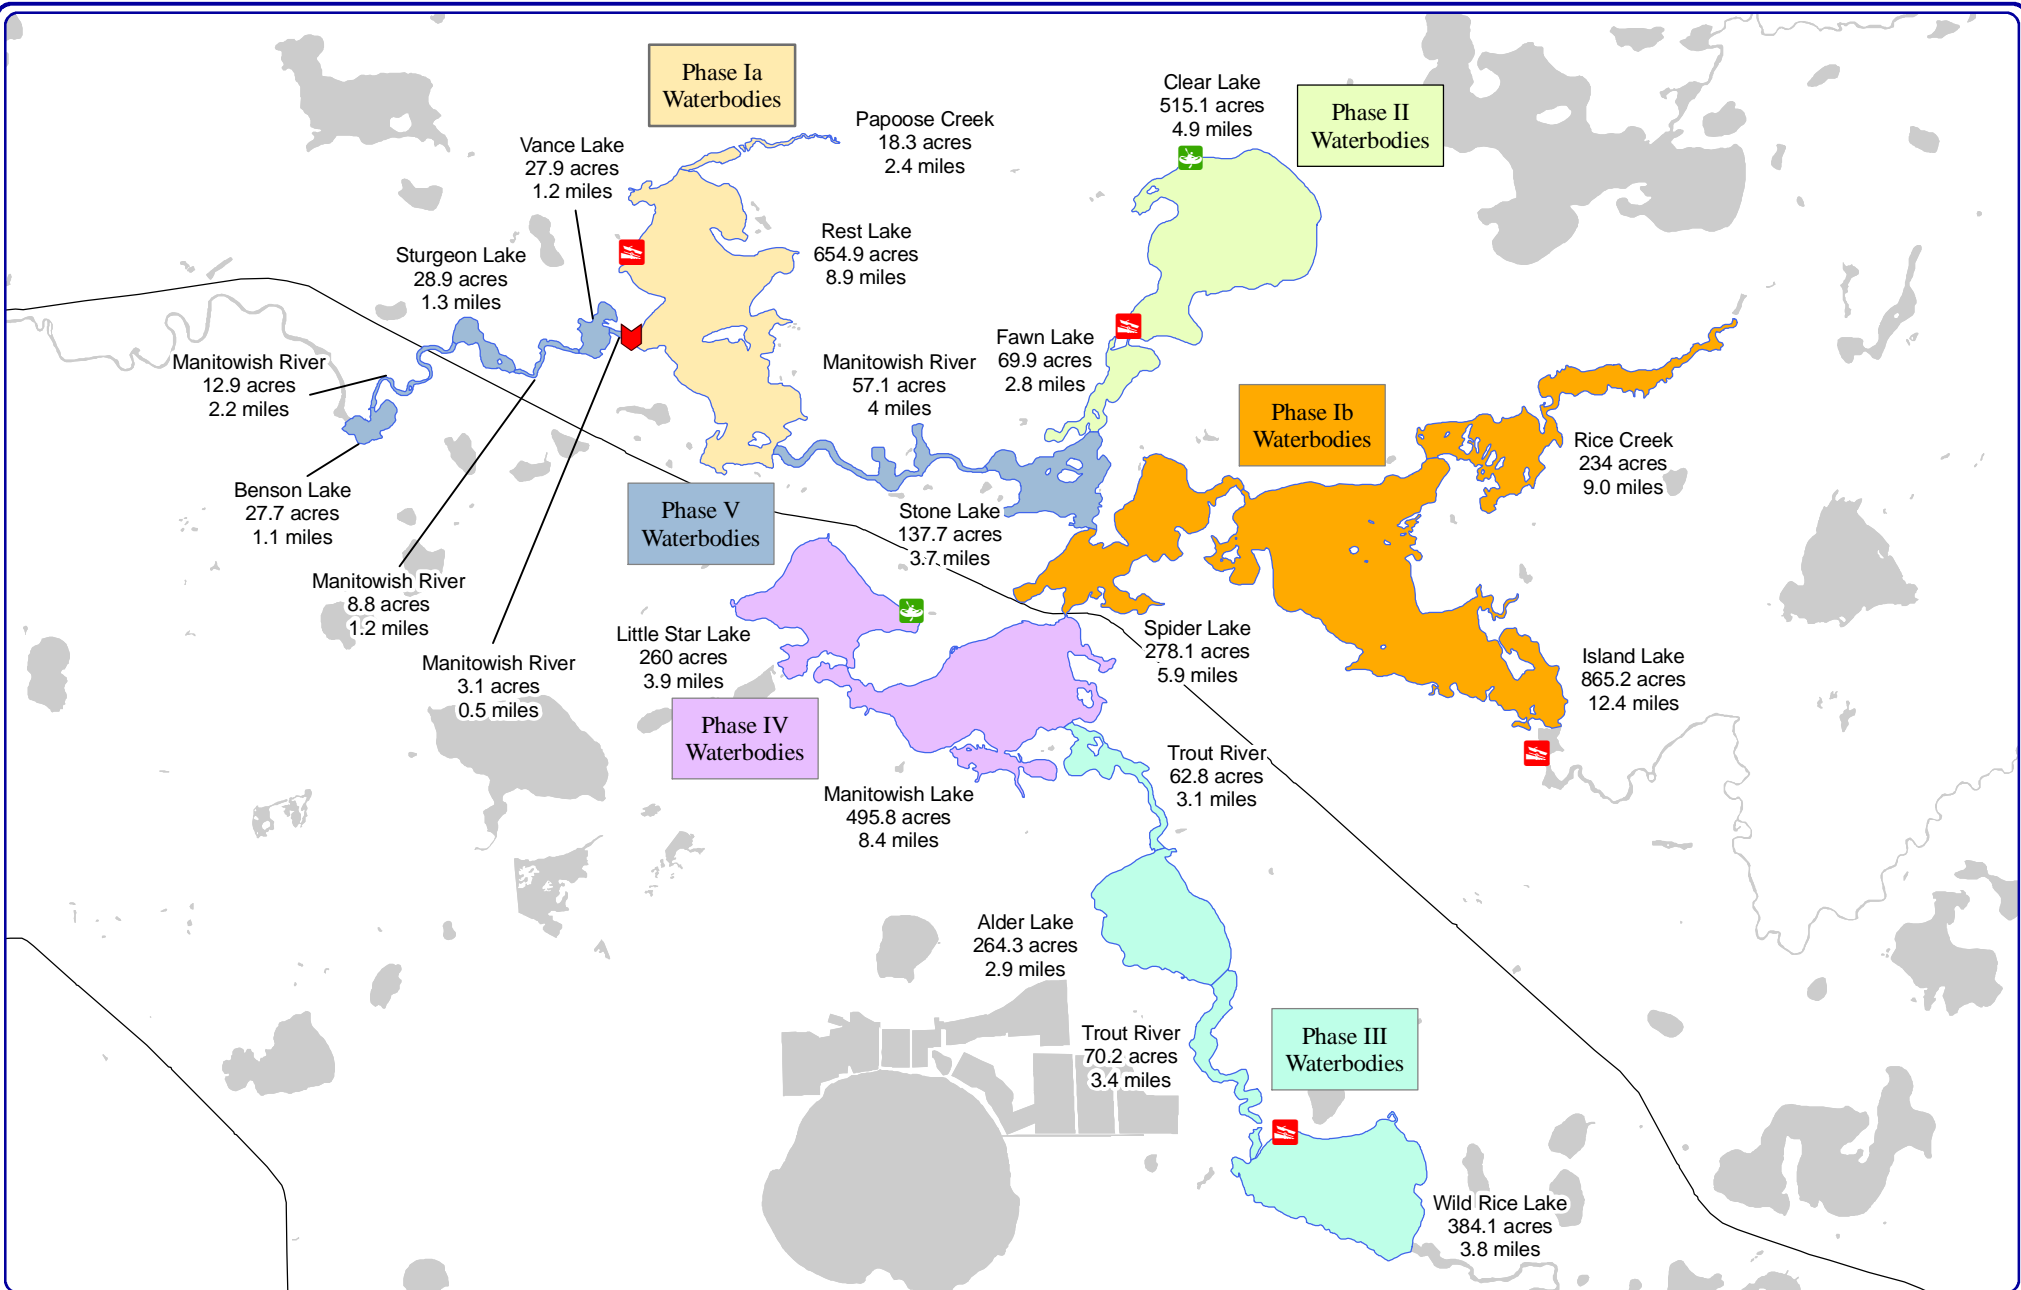 Phase Ia
Waterbodies
Clear Lake
515.1 acres
4.9 miles
Phase II
Waterbodies
Papoose Creek
18.3 acres
2.4 miles
Vance Lake
27.9 acres
1.2 miles
Rest Lake
654.9 acres
8.9 miles
Sturgeon Lake
28.9 acres
1.3 miles
Manitowish River
12.9 acres
2.2 miles
Manitowish River
57.1 acres
4 miles
Fawn Lake
69.9 acres
2.8 miles
Phase Ib
Waterbodies
Rice Creek
234 acres
9.0 miles
Benson Lake
27.7 acres
1.1 miles
Phase V
Waterbodies
Stone Lake
137.7 acres
3.7 miles
Manitowish River
8.8 acres
1.2 miles
Little Star Lake
260 acres
3.9 miles
Spider Lake
278.1 acres
5.9 miles
Island Lake
865.2 acres
12.4 miles
Manitowish River
3.1 acres
0.5 miles
Phase IV
Waterbodies
Trout River
62.8 acres
3.1 miles
Manitowish Lake
495.8 acres
8.4 miles
Alder Lake
264.3 acres
2.9 miles
Trout River
70.2 acres
3.4 miles
Phase III
Waterbodies
Wild Rice Lake
384.1 acres
3.8 miles